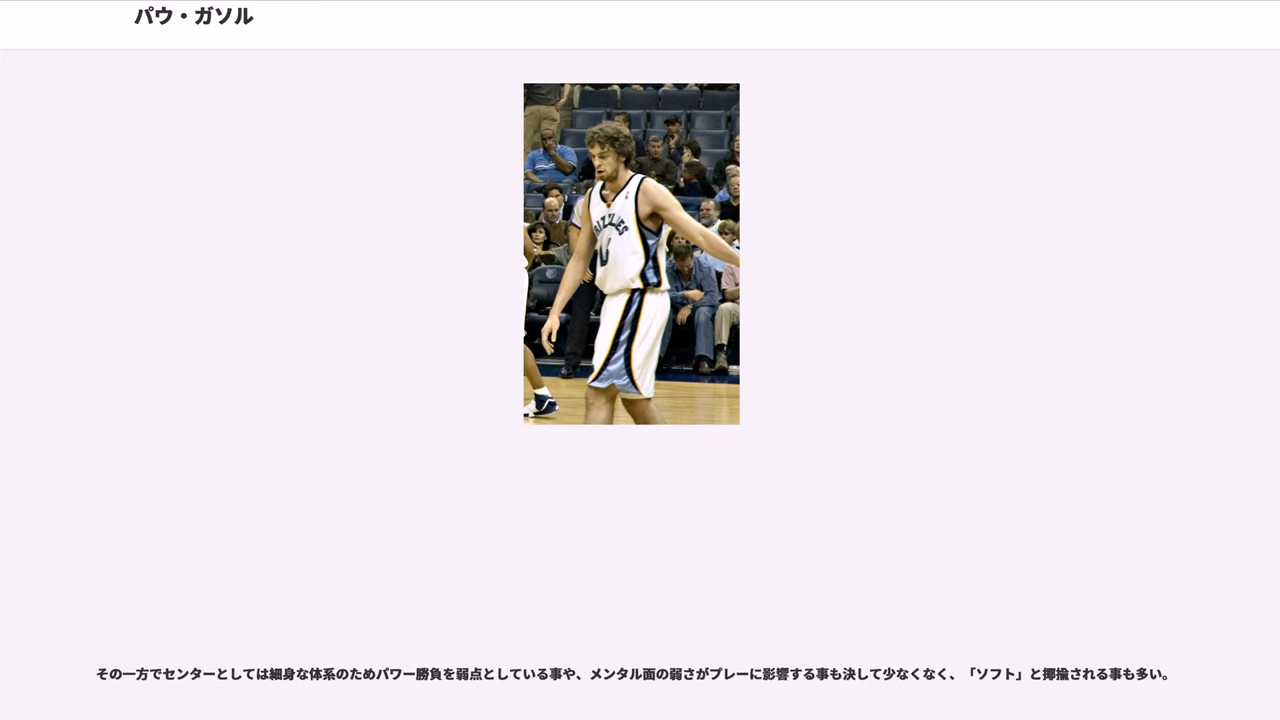 パウ・ガソル
GRIZZLIES
その一方でセンターとしては細身な体系のためパワー勝負を弱点としている事や、メンタル面の弱さがプレーに影響する事も決して少なくなく、「ソフト」と揶揄される事も多い。